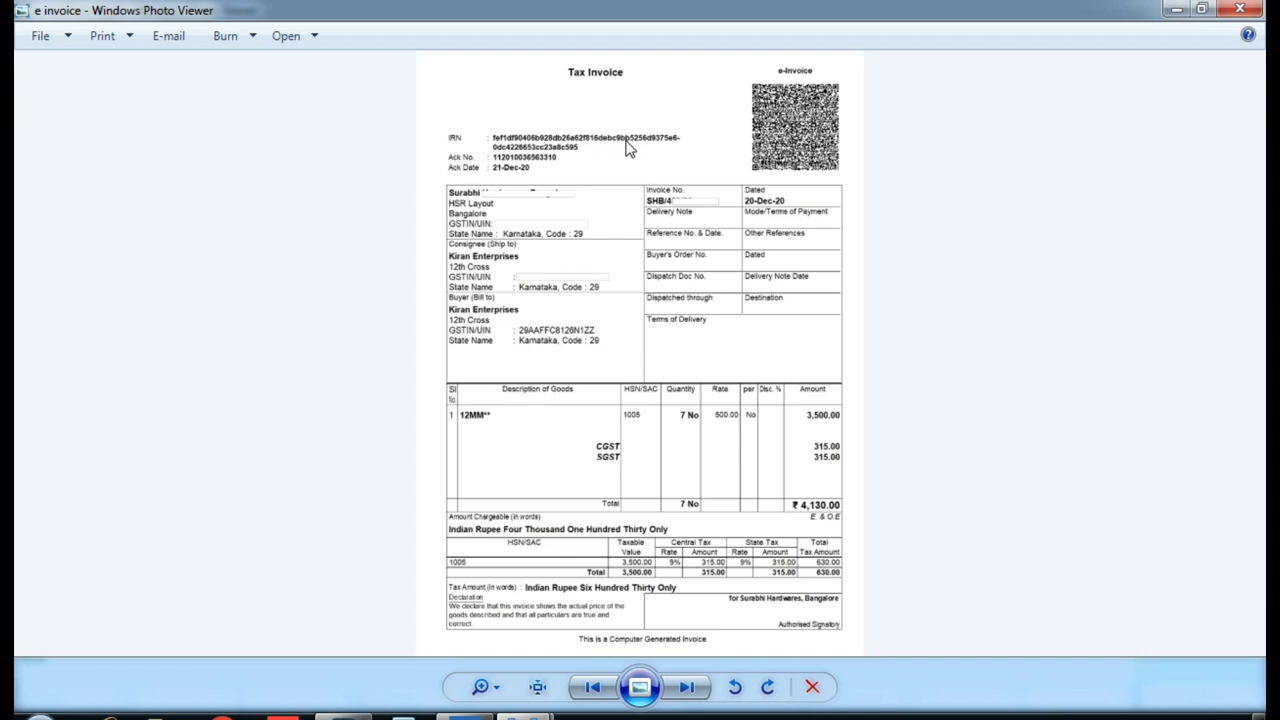 e invoice - Windows Photo Viewer
File Print E-mail Burn Open
Tax Invoice
e-Invoice
IRN : fef1df90406b928db26a62f816debc9bb5256d9375e6-
0dc4226653cc23a8c595
Ack No. : 112010036563310
Ack Date : 21-Dec-20
Surabhi
HSR Layout
Bangalore
GSTIN/UIN:
State Name : Karnataka, Code : 29
Invoice No.
SHB/4
Dated
20-Dec-20
Delivery Note
Mode/Terms of Payment
Reference No. & Date.
Other References
Consignee (Ship to)
Kiran Enterprises
12th Cross
GSTIN/UIN :
State Name : Karnataka, Code : 29
Buyer's Order No.
Dated
Dispatch Doc No.
Delivery Note Date
Buyer (Bill to)
Kiran Enterprises
12th Cross
GSTIN/UIN : 29AAFFC8126N1ZZ
State Name : Karnataka, Code : 29
Dispatched through
Destination
Terms of Delivery
Sl No. Description of Goods HSN/SAC Quantity Rate per Disc. % Amount
1 12MM** 1005 7 No 500.00 No 3,500.00
CGST 315.00
SGST 315.00
Total 7 No ₹ 4,130.00
Amount Chargeable (in words) E. & O.E
Indian Rupee Four Thousand One Hundred Thirty Only
HSN/SAC Taxable Central Tax State Tax Total
Value Rate Amount Rate Amount Tax Amount
1005 3,500.00 9% 315.00 9% 315.00 630.00
Total 3,500.00 315.00 315.00 630.00
Tax Amount (in words) : Indian Rupee Six Hundred Thirty Only
Declaration
We declare that this invoice shows the actual price of the
goods described and that all particulars are true and
correct.
for Surabhi Hardwares, Bangalore
Authorised Signatory
This is a Computer Generated Invoice